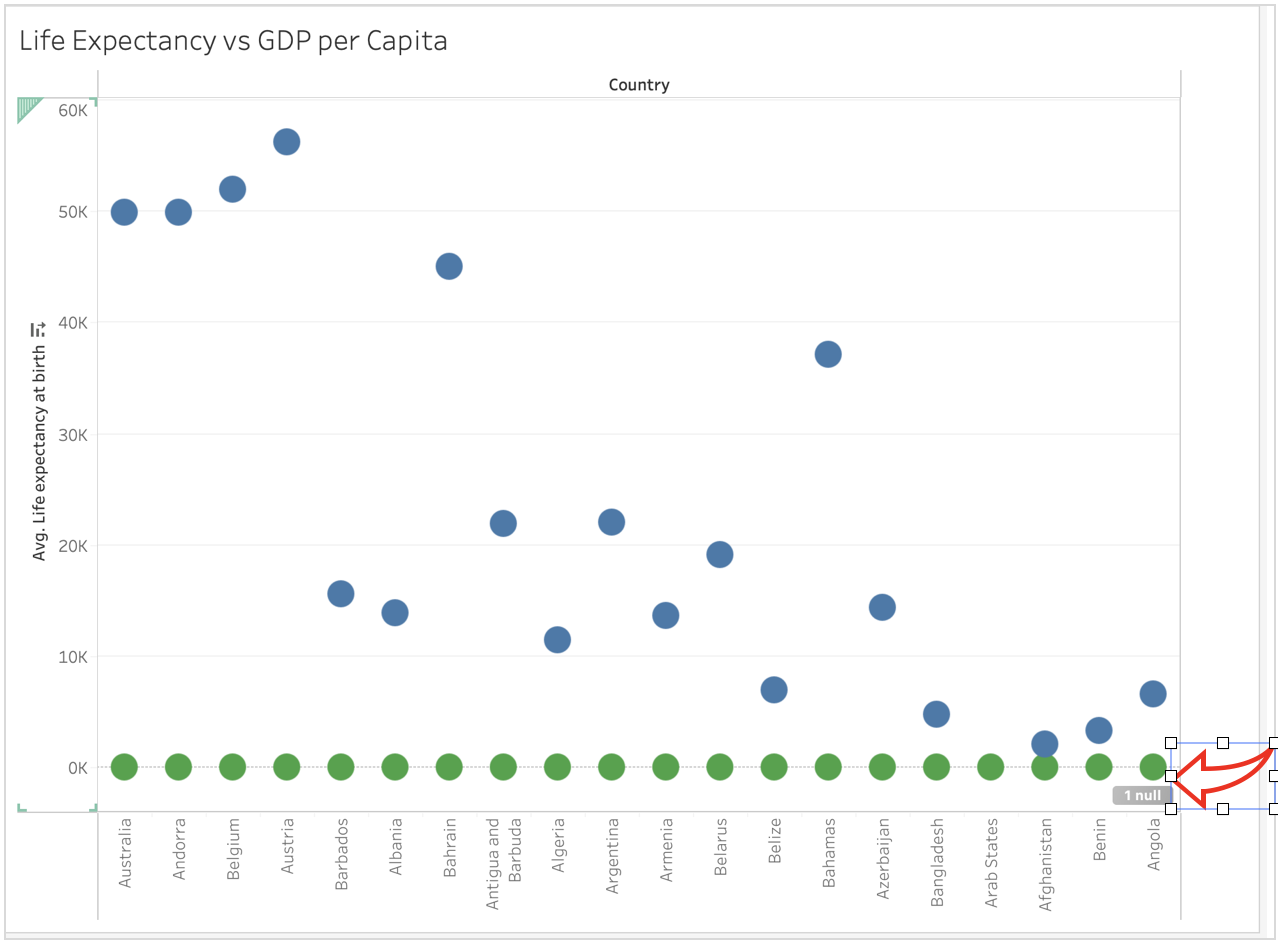 Life Expectancy vs GDP per Capita
Country
60K
50K
40K
30K
20K
10K
0K
Avg. Life expectancy at birth
1 null
Australia
Andorra
Belgium
Austria
Barbados
Albania
Bahrain
Antigua and
Barbuda
Algeria
Argentina
Armenia
Belarus
Belize
Bahamas
Azerbaijan
Bangladesh
Arab States
Afghanistan
Benin
Angola